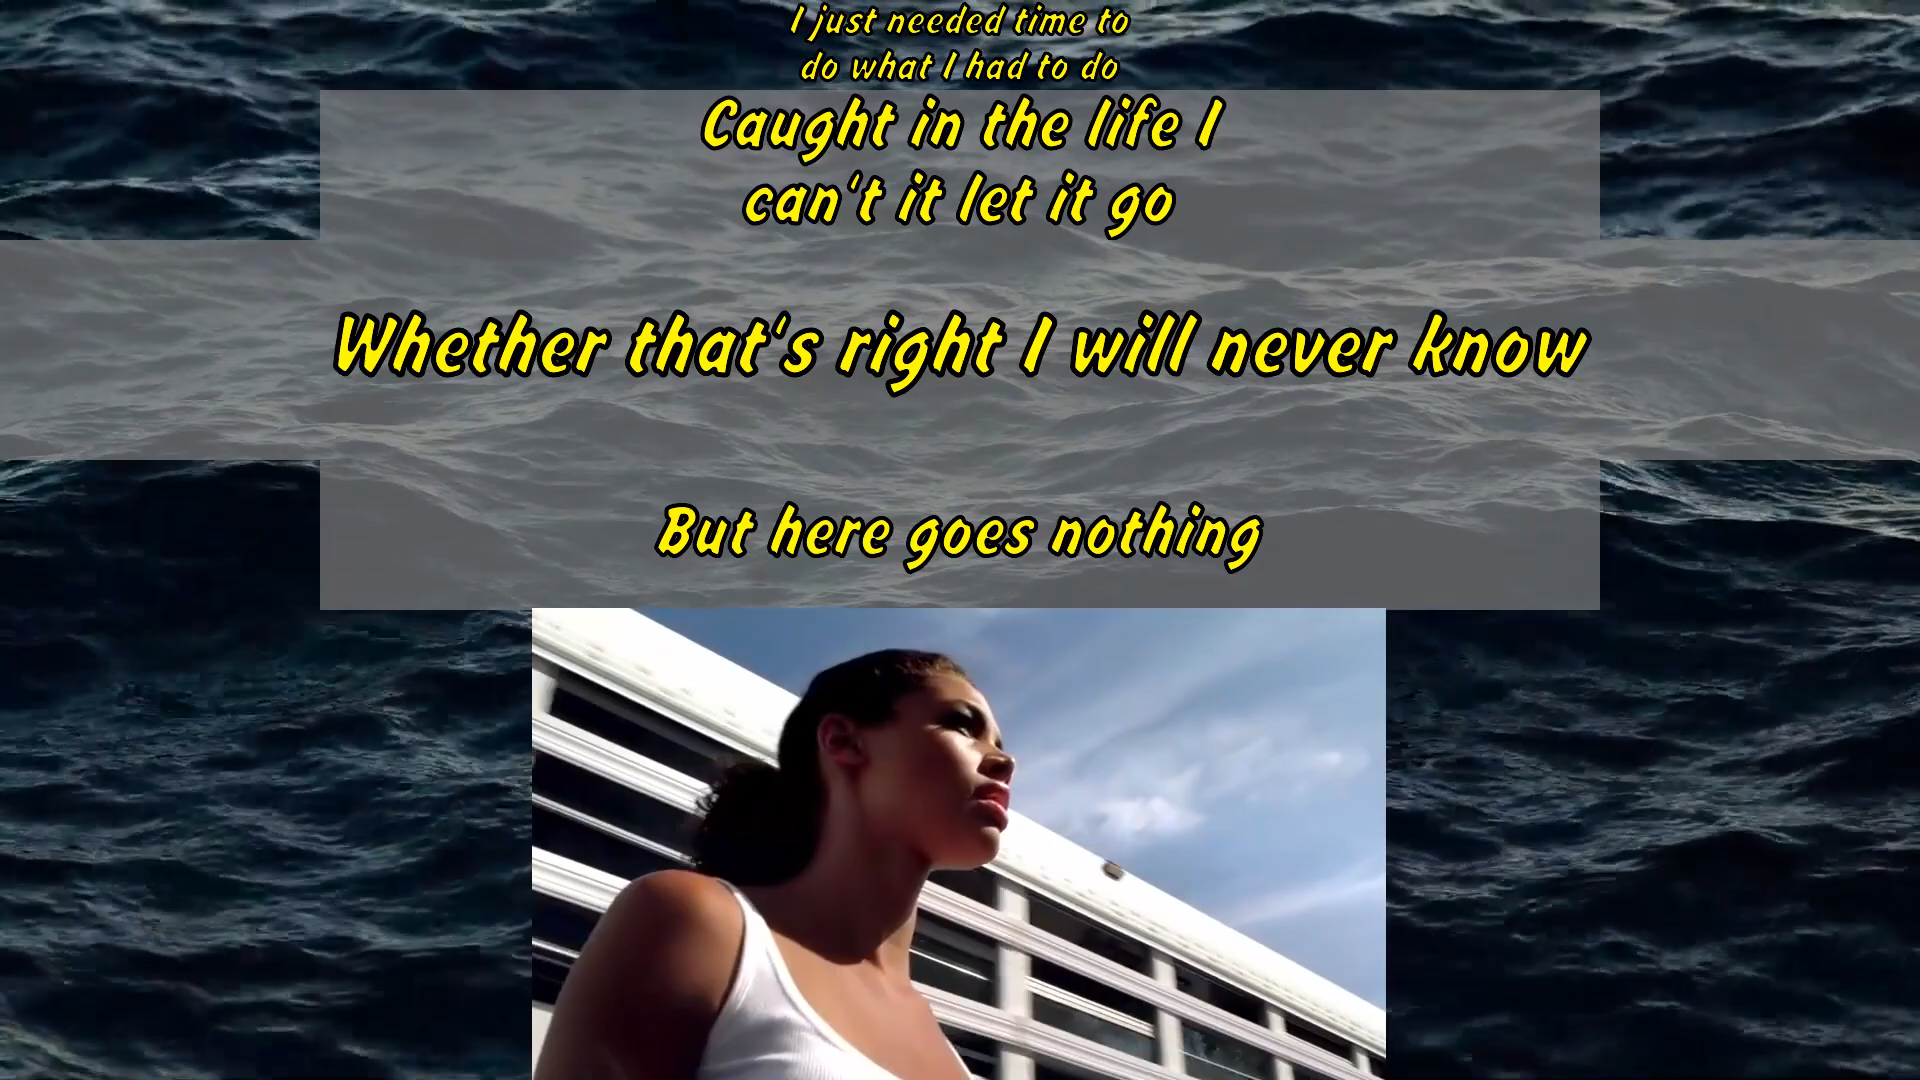 I just needed time to
do what I had to do
Caught in the life I
can't it let it go
Whether that's right I will never know
But here goes nothing